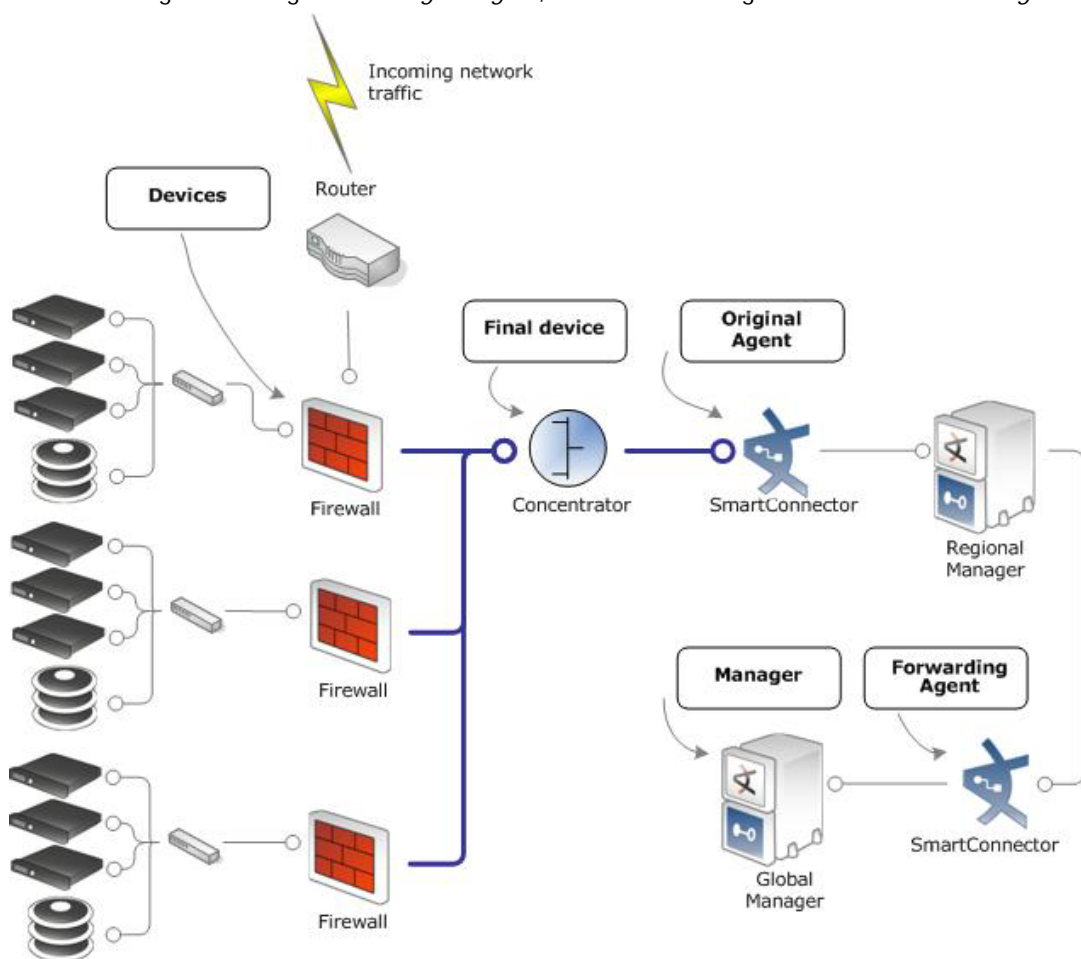 Incoming network
traffic
Devices
Router
Final device
Original
Agent
Firewall
Concentrator
SmartConnector
Regional
Manager
Firewall
Manager
Forwarding
Agent
SmartConnector
Global
Manager
Firewall